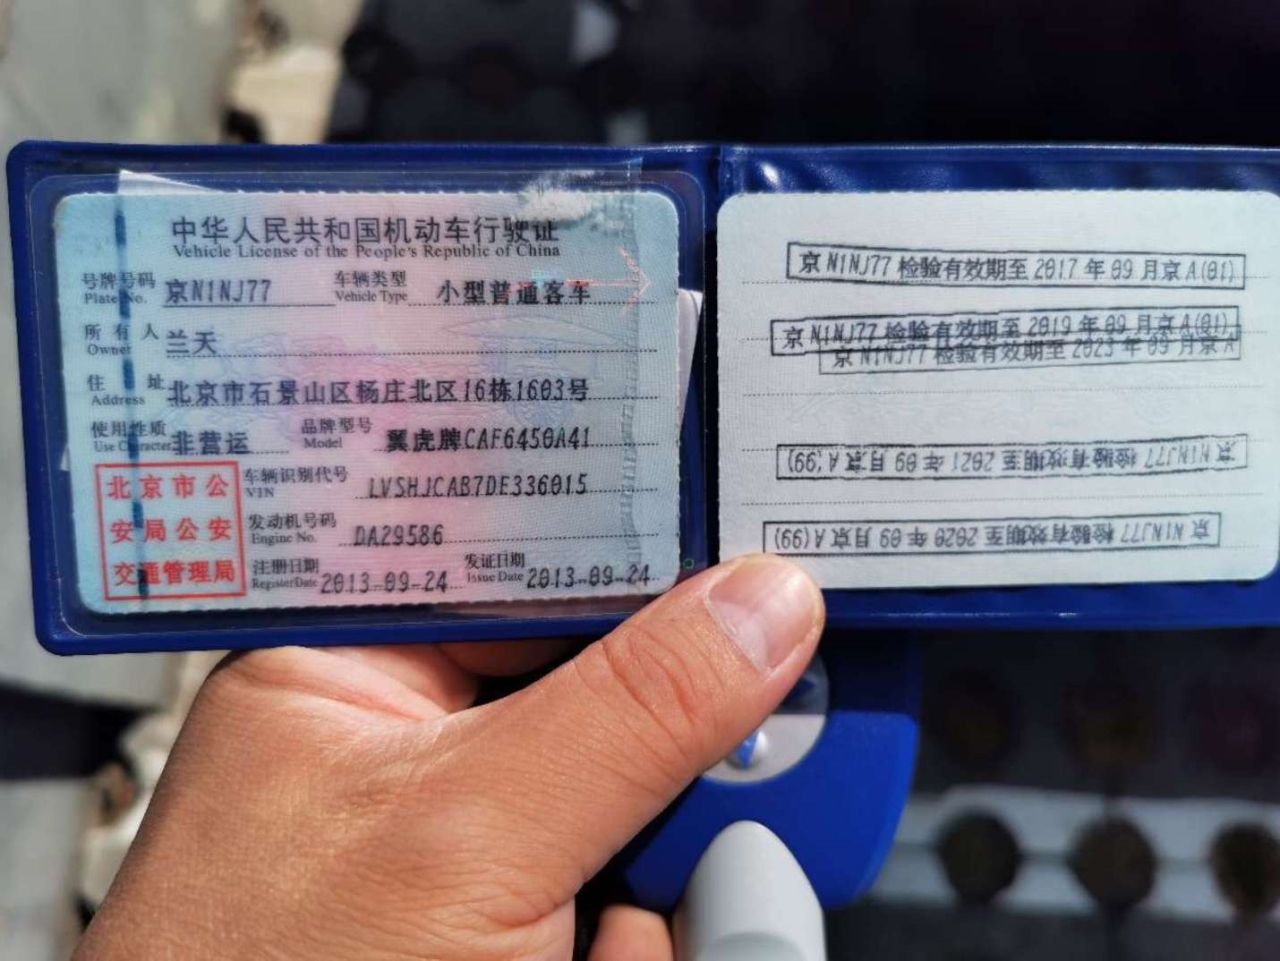 中华人民共和国机动车行驶证
Vehicle License of the People's Republic of China
号牌号码 京N1NJ77 车辆类型 小型普通客车
Plate No. Vehicle Type
所有人 兰天
Owner
住址 北京市石景山区杨庄北区16栋1603号
Address
使用性质 非营运 品牌型号 翼虎牌CAF6450A41
Use Character Model
北京市公
安局公安
交通管理局
车辆识别代号 LVSHJCAB7DE336015
VIN
发动机号码 DA29586
Engine No.
注册日期 2013-09-24 发证日期 2013-09-24
Register Date Issue Date
京N1NJ77 检验有效期至 2017 年 09 月京 A(01)
京N1NJ77 检验有效期至 2019 年 09 月京 A(01)
京N1NJ77 检验有效期至 2023 年 09 月京 A
京N1NJ77 检验有效期至 2021 年 09 月京 A(99)
京N1NJ77 检验有效期至 2020 年 09 月京 A(99)